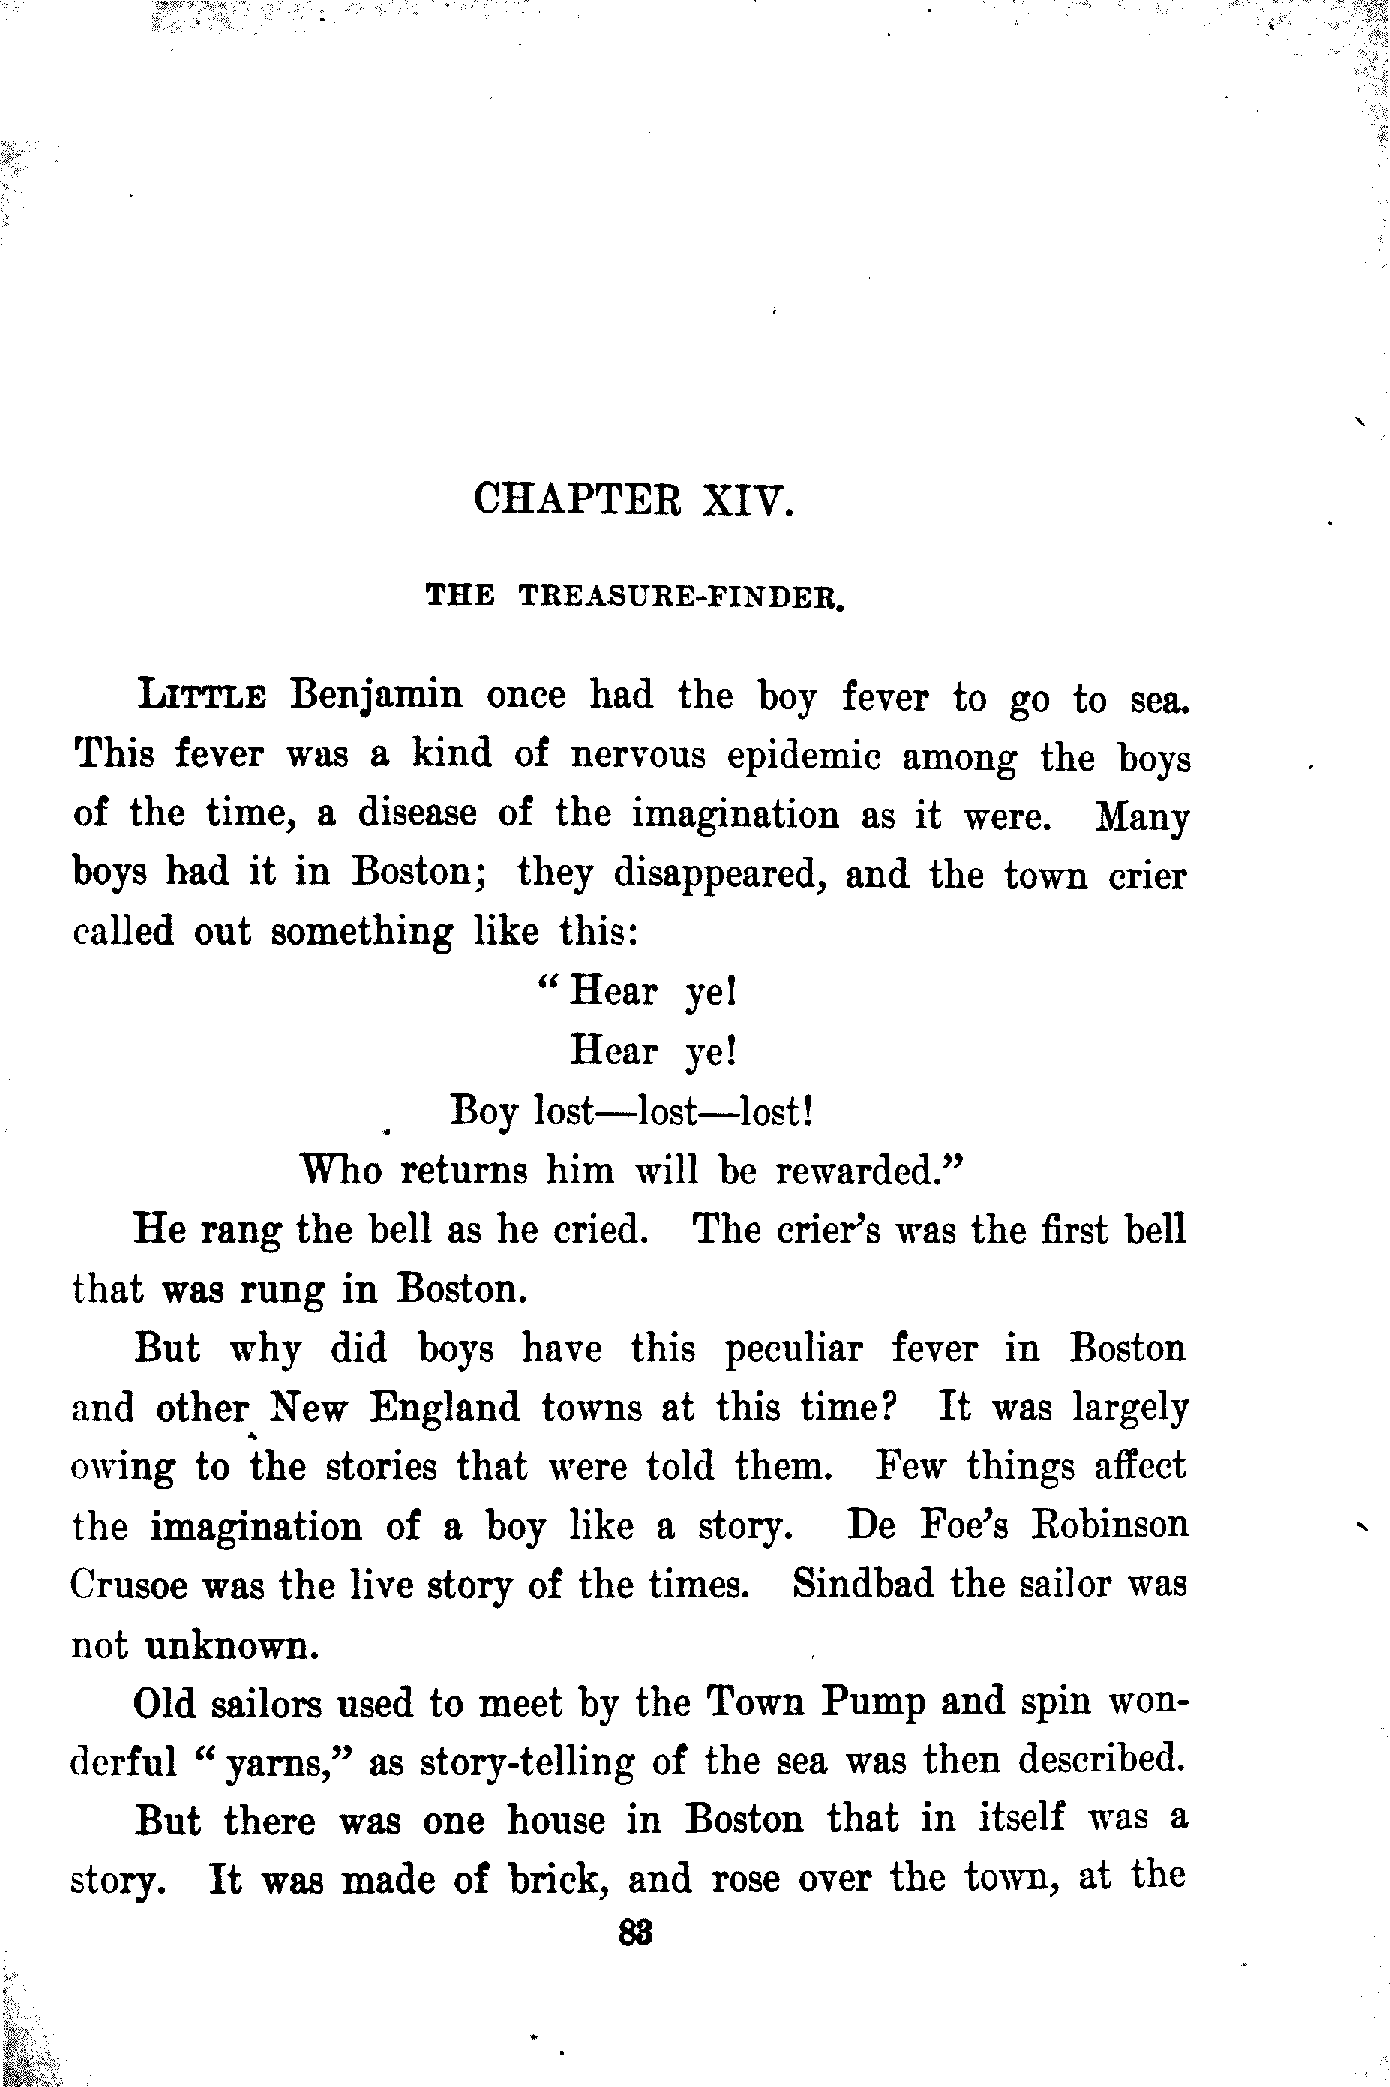 CHAPTER XIV.
THE TREASURE-FINDER.
LITTLE Benjamin once had the boy fever to go to sea.
This fever was a kind of nervous epidemic among the boys
of the time, a disease of the imagination as it were. Many
boys had it in Boston; they disappeared, and the town crier
called out something like this:
“Hear ye!
Hear ye!
Boy lost—lost—lost!
Who returns him will be rewarded.”
He rang the bell as he cried. The crier’s was the first bell
that was rung in Boston.
But why did boys have this peculiar fever in Boston
and other New England towns at this time? It was largely
owing to the stories that were told them. Few things affect
the imagination of a boy like a story. De Foe’s Robinson
Crusoe was the live story of the times. Sindbad the sailor was
not unknown.
Old sailors used to meet by the Town Pump and spin won-
derful “yarns,” as story-telling of the sea was then described.
But there was one house in Boston that in itself was a
story. It was made of brick, and rose over the town, at the
83